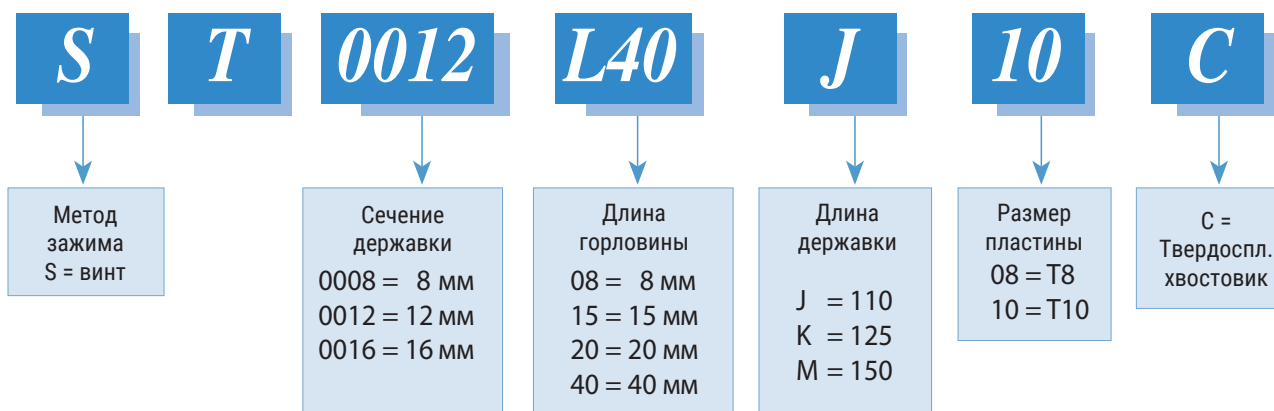 S T 0012 L40 J 10 C
Метод
зажима
S = винт
Сечение
державки
0008 = 8 мм
0012 = 12 мм
0016 = 16 мм
Длина
горловины
08 = 8 мм
15 = 15 мм
20 = 20 мм
40 = 40 мм
Длина
державки
J = 110
K = 125
M = 150
Размер
пластины
08 = T8
10 = T10
C =
Твердоспл.
хвостовик